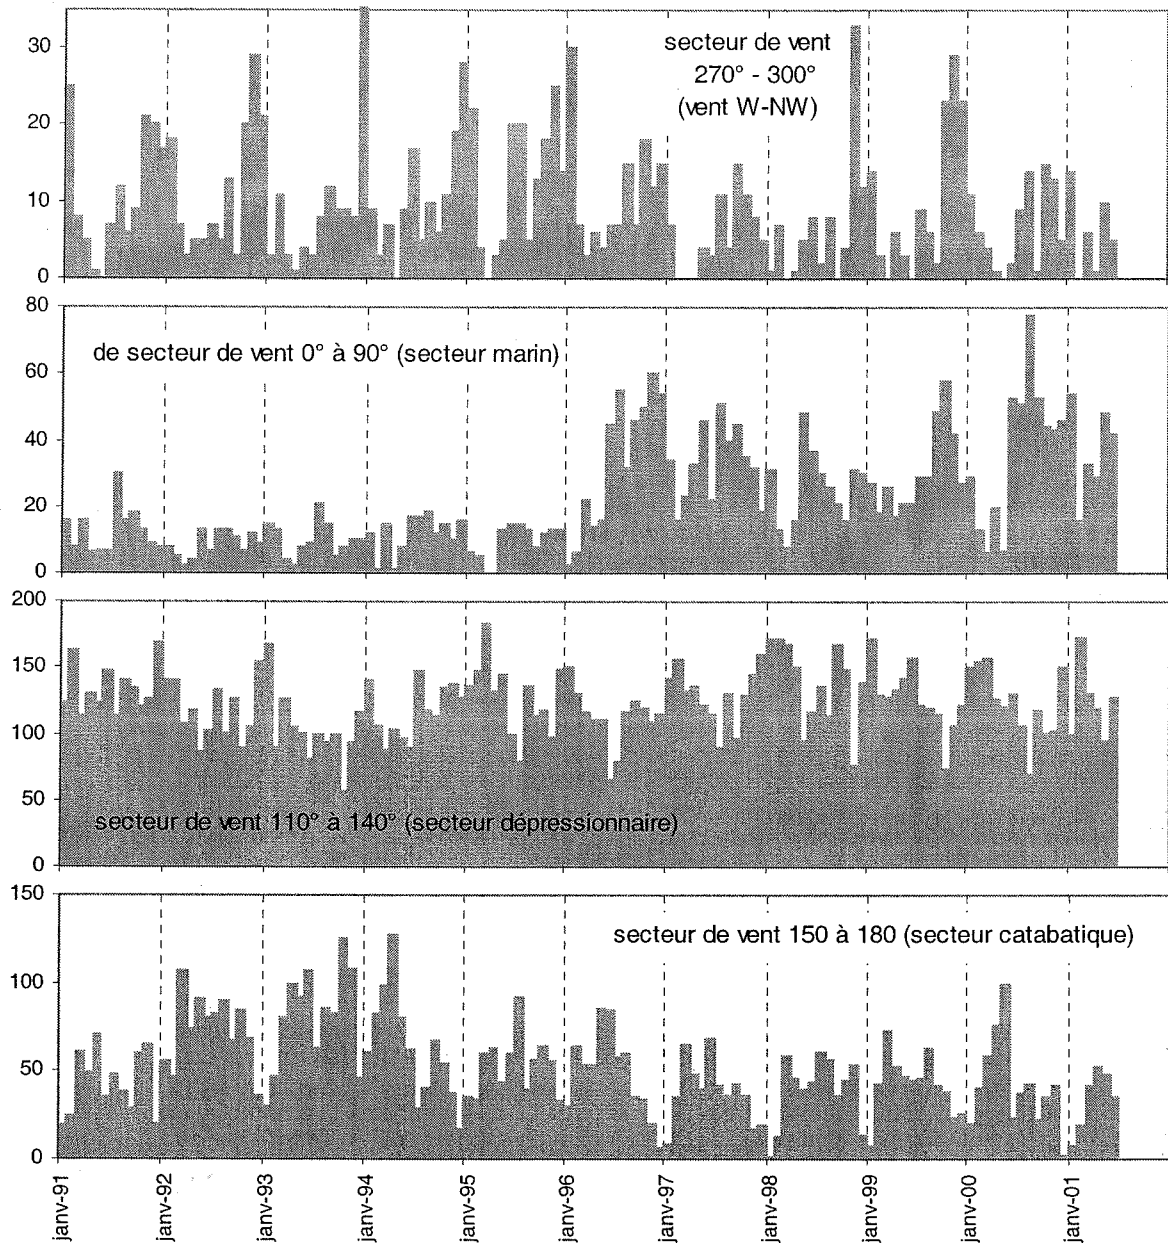 30
20
10
0
secteur de vent
270° - 300°
(vent W-NW)
80
60
40
20
0
de secteur de vent 0° à 90° (secteur marin)
200
150
100
50
0
secteur de vent 110° à 140° (secteur dépressionnaire)
150
100
50
0
secteur de vent 150 à 180 (secteur catabatique)
janv-91
janv-92
janv-93
janv-94
janv-95
janv-96
janv-97
janv-98
janv-99
janv-00
janv-01